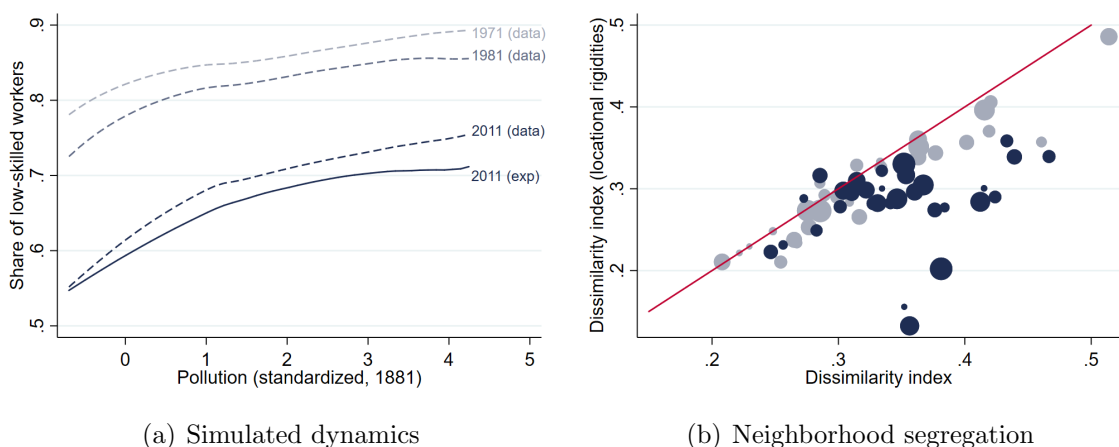 Share of low-skilled workers
.9
.8
.7
.6
.5
1971 (data)
1981 (data)
2011 (data)
2011 (exp)
0 1 2 3 4 5
Pollution (standardized, 1881)
(a) Simulated dynamics
Dissimilarity index (locational rigidities)
.5
.4
.3
.2
.2 .3 .4 .5
Dissimilarity index
(b) Neighborhood segregation